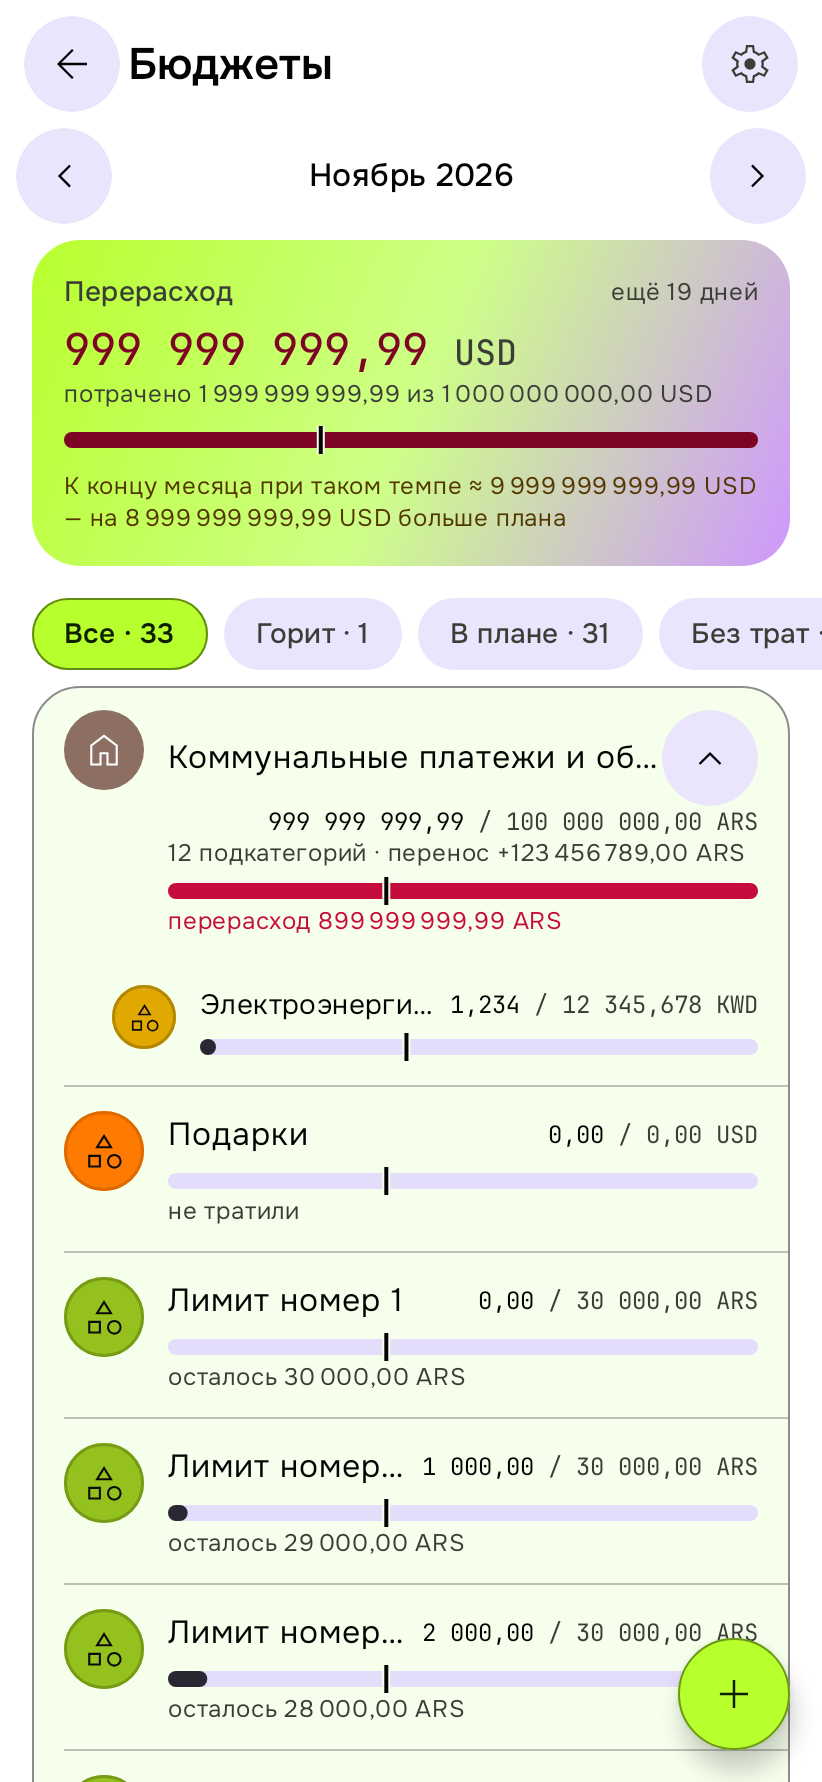 Бюджеты
Ноябрь 2026
Перерасход ещё 19 дней
999 999 999,99 USD
потрачено 1 999 999 999,99 из 1 000 000 000,00 USD
К концу месяца при таком темпе ≈ 9 999 999 999,99 USD
— на 8 999 999 999,99 USD больше плана
Все · 33 Горит · 1 В плане · 31 Без трат ·
Коммунальные платежи и об...
999 999 999,99 / 100 000 000,00 ARS
12 подкатегорий · перенос +123 456 789,00 ARS
перерасход 899 999 999,99 ARS
Электроэнерги... 1,234 / 12 345,678 KWD
Подарки 0,00 / 0,00 USD
не тратили
Лимит номер 1 0,00 / 30 000,00 ARS
осталось 30 000,00 ARS
Лимит номер... 1 000,00 / 30 000,00 ARS
осталось 29 000,00 ARS
Лимит номер... 2 000,00 / 30 000,00 ARS
осталось 28 000,00 ARS